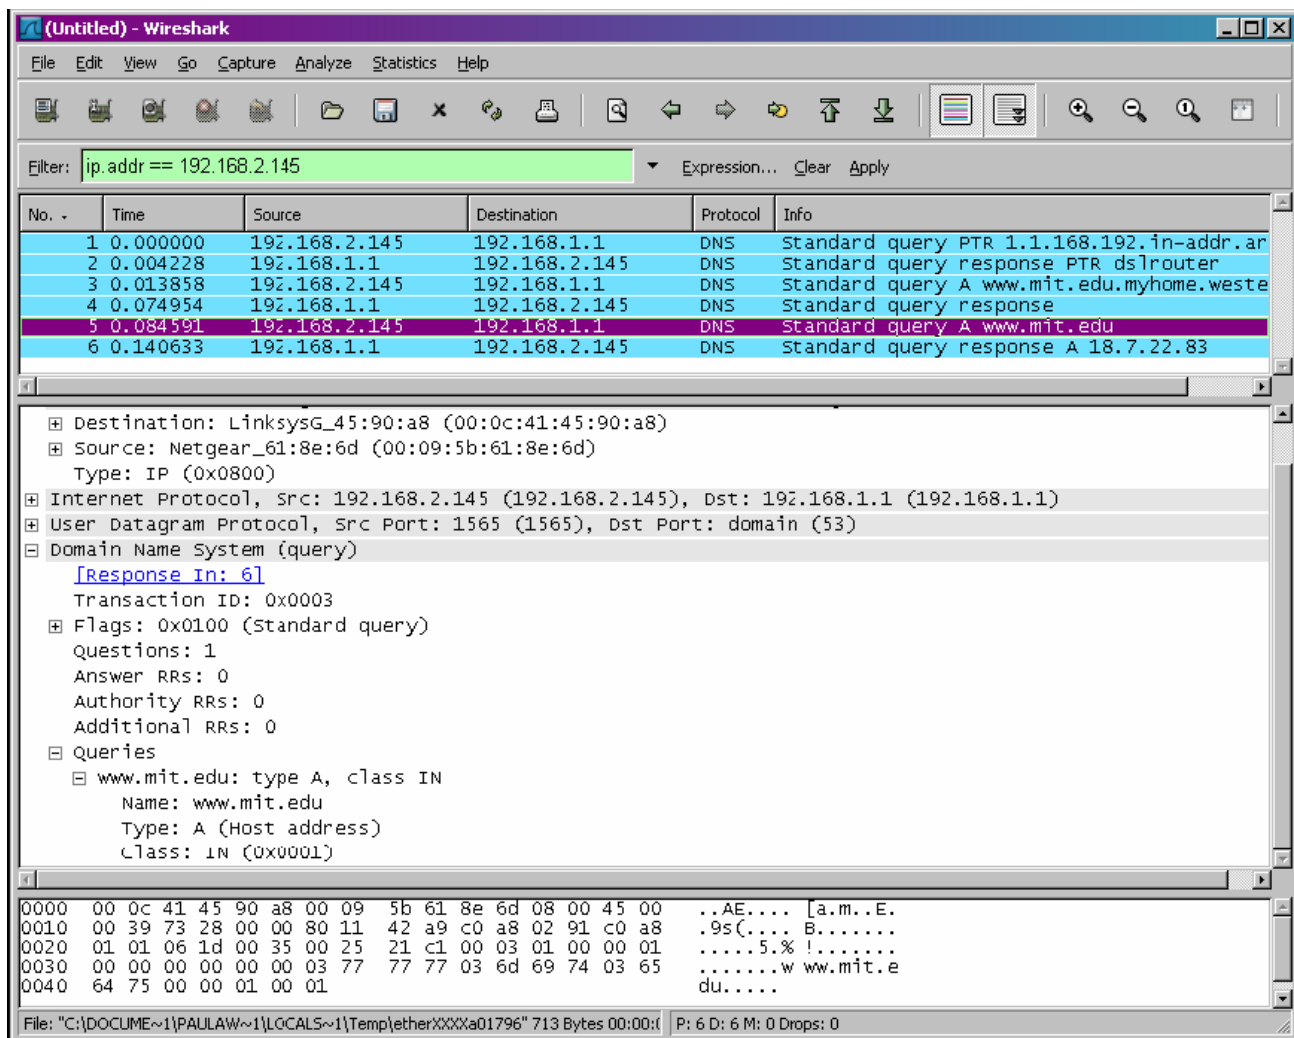 (Untitled) - Wireshark
File Edit View Go Capture Analyze Statistics Help
Filter: ip.addr == 192.168.2.145 Expression... Clear Apply
No. Time Source Destination Protocol Info
1 0.000000 192.168.2.145 192.168.1.1 DNS Standard query PTR 1.1.168.192.in-addr.ar
2 0.004228 192.168.1.1 192.168.2.145 DNS Standard query response PTR dslrouter
3 0.013858 192.168.2.145 192.168.1.1 DNS Standard query A www.mit.edu.myhome.weste
4 0.074954 192.168.1.1 192.168.2.145 DNS Standard query response
5 0.084591 192.168.2.145 192.168.1.1 DNS Standard query A www.mit.edu
6 0.140633 192.168.1.1 192.168.2.145 DNS Standard query response A 18.7.22.83
Destination: LinksysG_45:90:a8 (00:0c:41:45:90:a8)
Source: Netgear_61:8e:6d (00:09:5b:61:8e:6d)
Type: IP (0x0800)
Internet Protocol, Src: 192.168.2.145 (192.168.2.145), Dst: 192.168.1.1 (192.168.1.1)
User Datagram Protocol, Src Port: 1565 (1565), Dst Port: domain (53)
Domain Name System (query)
[Response In: 6]
Transaction ID: 0x0003
Flags: 0x0100 (Standard query)
Questions: 1
Answer RRs: 0
Authority RRs: 0
Additional RRs: 0
Queries
www.mit.edu: type A, class IN
Name: www.mit.edu
Type: A (Host address)
Class: IN (0x0001)
0000 00 0c 41 45 90 a8 00 09 5b 61 8e 6d 08 00 45 00 ..AE.... [a.m..E.
0010 00 39 73 28 00 00 80 11 42 a9 c0 a8 02 91 c0 a8 .9s(.... B.......
0020 01 01 06 1d 00 35 00 25 21 c1 00 03 01 00 00 01 .....5.% !.......
0030 00 00 00 00 00 00 03 77 77 77 03 6d 69 74 03 65 .......w ww.mit.e
0040 64 75 00 00 01 00 01 du.....
File: "C:\DOCUME~1\PAULAW~1\LOCALS~1\Temp\etherXXXXa01796" 713 Bytes 00:00:( P: 6 D: 6 M: 0 Drops: 0